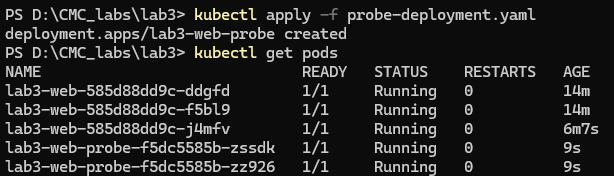 PS D:\CMC_labs\lab3> kubectl apply -f probe-deployment.yaml
deployment.apps/lab3-web-probe created
PS D:\CMC_labs\lab3> kubectl get pods
NAME READY STATUS RESTARTS AGE
lab3-web-585d88dd9c-ddgfd 1/1 Running 0 14m
lab3-web-585d88dd9c-f5bl9 1/1 Running 0 14m
lab3-web-585d88dd9c-j4mfv 1/1 Running 0 6m7s
lab3-web-probe-f5dc5585b-zssdk 1/1 Running 0 9s
lab3-web-probe-f5dc5585b-zz926 1/1 Running 0 9s